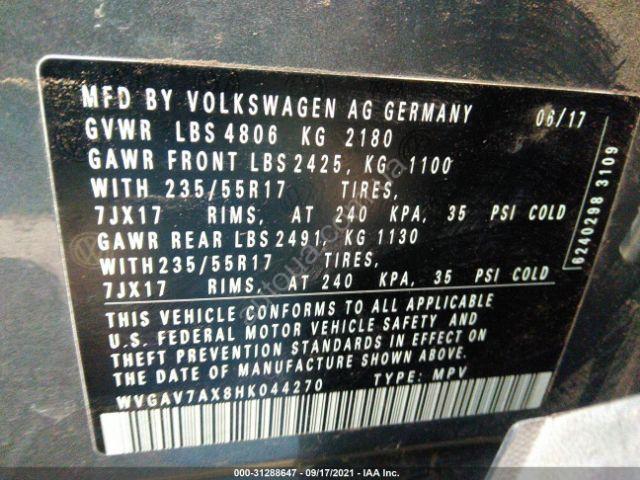 MFD BY VOLKSWAGEN AG GERMANY 06/17
GVWR LBS 4806 KG 2180
GAWR FRONT LBS 2425, KG 1100
WITH 235/55R17 TIRES,
7JX17 RIMS, AT 240 KPA, 35 PSI COLD
GAWR REAR LBS 2491, KG 1130
WITH 235/55R17 TIRES,
7JX17 RIMS, AT 240 KPA, 35 PSI COLD
THIS VEHICLE CONFORMS TO ALL APPLICABLE
U.S. FEDERAL MOTOR VEHICLE SAFETY AND
THEFT PREVENTION STANDARDS IN EFFECT ON
THE DATE OF MANUFACTURE SHOWN ABOVE.
WVGAV7AX8HK044270 TYPE: MPV
6240298 3109
autoua.com
000-31288647 / 09/17/2021 - IAA Inc.